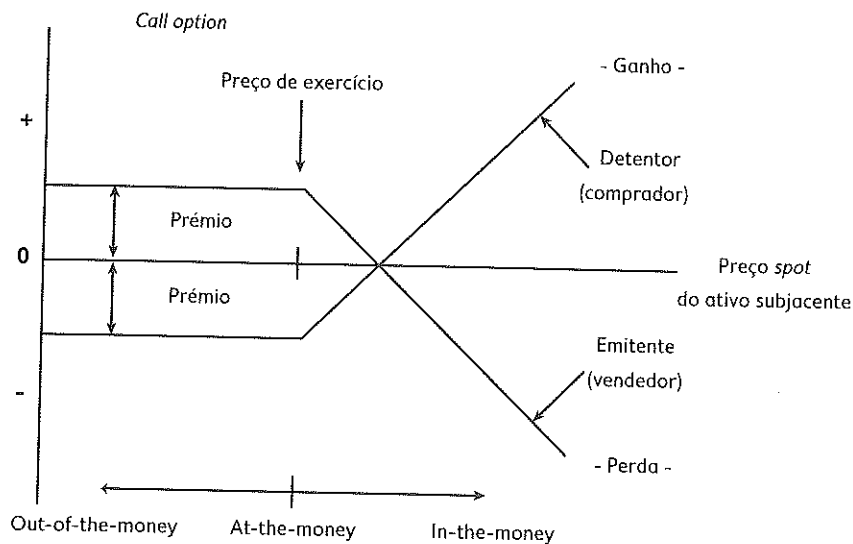 Call option
Preço de exercício
- Ganho -
+
Detentor
(comprador)
Prémio
0
Preço spot
do ativo subjacente
Prémio
Emitente
(vendedor)
-
- Perda -
Out-of-the-money
At-the-money
In-the-money